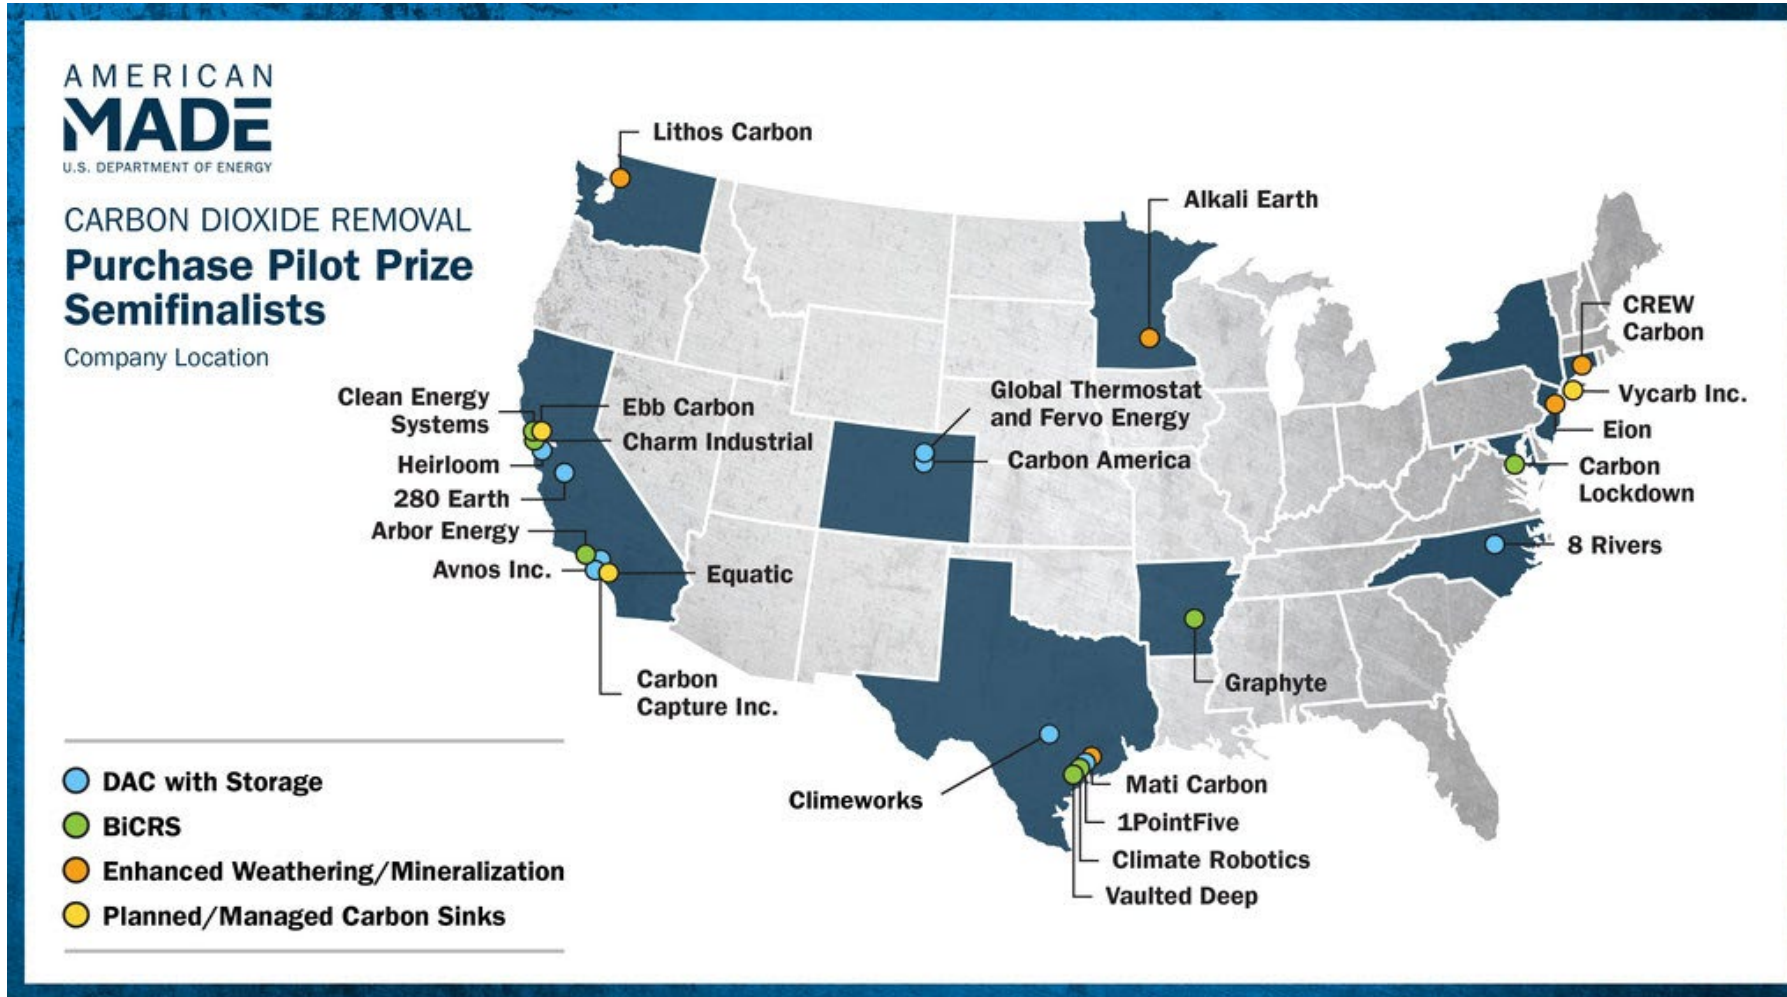 AMERICAN
MADE
U.S. DEPARTMENT OF ENERGY
CARBON DIOXIDE REMOVAL
Purchase Pilot Prize
Semifinalists
Company Location
Lithos Carbon
Alkali Earth
CREW
Carbon
Vycarb Inc.
Eion
Carbon
Lockdown
8 Rivers
Global Thermostat
and Fervo Energy
Carbon America
Clean Energy
Systems
Ebb Carbon
Charm Industrial
Heirloom
280 Earth
Arbor Energy
Avnos Inc.
Equatic
Carbon
Capture Inc.
Graphyte
Climeworks
Mati Carbon
1PointFive
Climate Robotics
Vaulted Deep
DAC with Storage
BiCRS
Enhanced Weathering/Mineralization
Planned/Managed Carbon Sinks